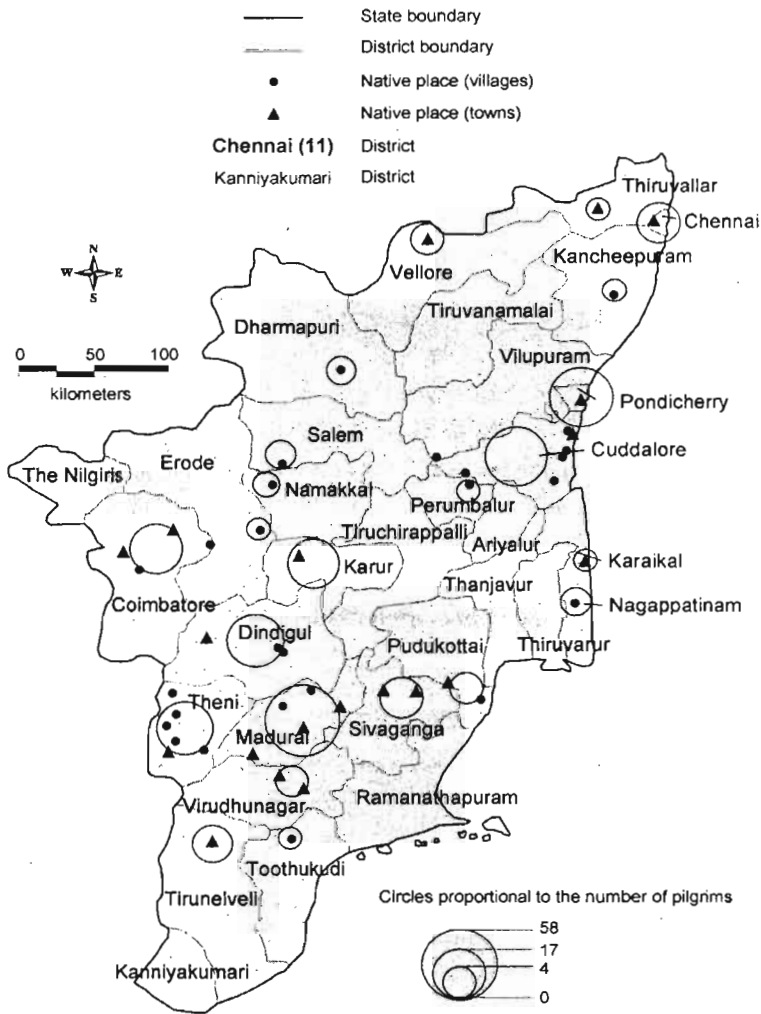 State boundary
District boundary
Native place (villages)
Native place (towns)
Chennai (11) District
Kanniyakumari District
Thiruvallar
Chennai
N
W E
S
Vellore
Kancheepuram
Tiruvanamalai
Dharmapuri
0 50 100
kilometers
Vilupuram
Pondicherry
Salem
Cuddalore
Erode
The Nilgiris
Namakkal
Perumbalur
Tiruchirappalli
Ariyalur
Karur
Karaikal
Thanjavur
Coimbatore
Nagappatinam
Dindigul
Pudukottai
Thiruvarur
Theni
Madurai
Sivaganga
Virudhunagar
Ramanathapuram
Toothukudi
Tirunelveli
Circles proportional to the number of pilgrims
58
17
4
0
Kanniyakumari